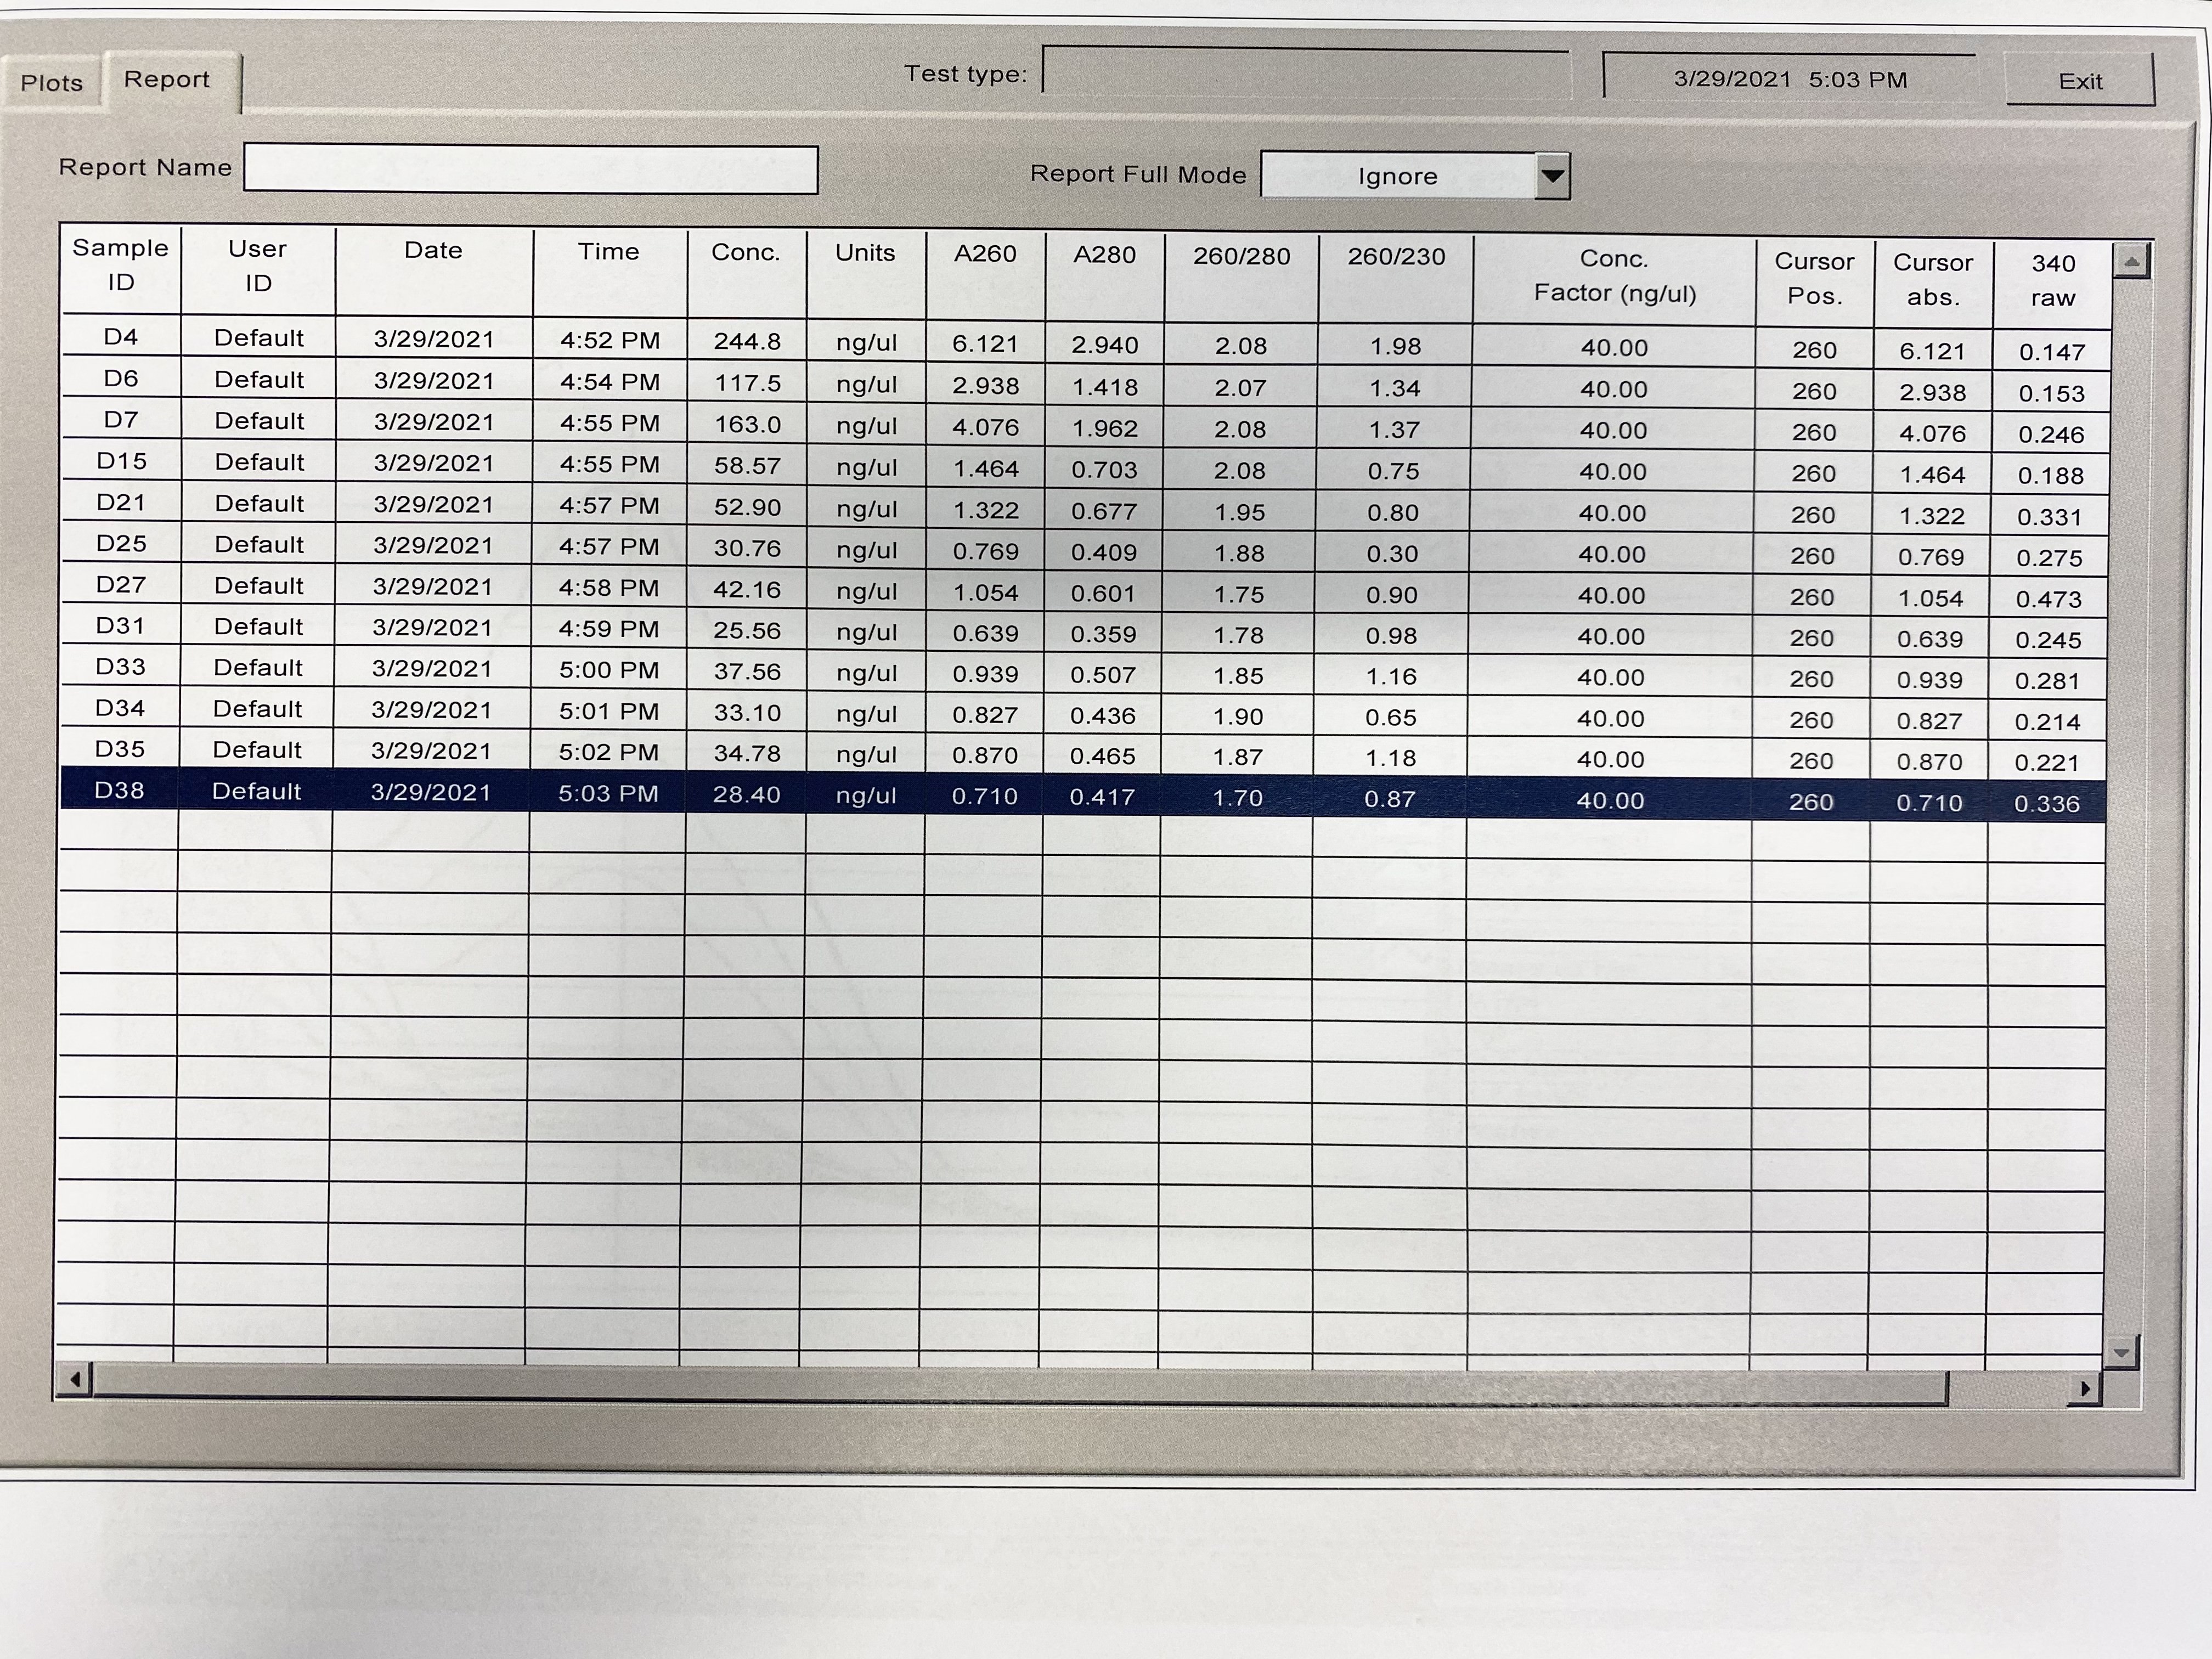 Plots Report Test type: 3/29/2021 5:03 PM Exit
Report Name Report Full Mode Ignore
Sample ID User ID Date Time Conc. Units A260 A280 260/280 260/230 Conc. Factor (ng/ul) Cursor Pos. Cursor abs. 340 raw
D4 Default 3/29/2021 4:52 PM 244.8 ng/ul 6.121 2.940 2.08 1.98 40.00 260 6.121 0.147
D6 Default 3/29/2021 4:54 PM 117.5 ng/ul 2.938 1.418 2.07 1.34 40.00 260 2.938 0.153
D7 Default 3/29/2021 4:55 PM 163.0 ng/ul 4.076 1.962 2.08 1.37 40.00 260 4.076 0.246
D15 Default 3/29/2021 4:55 PM 58.57 ng/ul 1.464 0.703 2.08 0.75 40.00 260 1.464 0.188
D21 Default 3/29/2021 4:57 PM 52.90 ng/ul 1.322 0.677 1.95 0.80 40.00 260 1.322 0.331
D25 Default 3/29/2021 4:57 PM 30.76 ng/ul 0.769 0.409 1.88 0.30 40.00 260 0.769 0.275
D27 Default 3/29/2021 4:58 PM 42.16 ng/ul 1.054 0.601 1.75 0.90 40.00 260 1.054 0.473
D31 Default 3/29/2021 4:59 PM 25.56 ng/ul 0.639 0.359 1.78 0.98 40.00 260 0.639 0.245
D33 Default 3/29/2021 5:00 PM 37.56 ng/ul 0.939 0.507 1.85 1.16 40.00 260 0.939 0.281
D34 Default 3/29/2021 5:01 PM 33.10 ng/ul 0.827 0.436 1.90 0.65 40.00 260 0.827 0.214
D35 Default 3/29/2021 5:02 PM 34.78 ng/ul 0.870 0.465 1.87 1.18 40.00 260 0.870 0.221
D38 Default 3/29/2021 5:03 PM 28.40 ng/ul 0.710 0.417 1.70 0.87 40.00 260 0.710 0.336